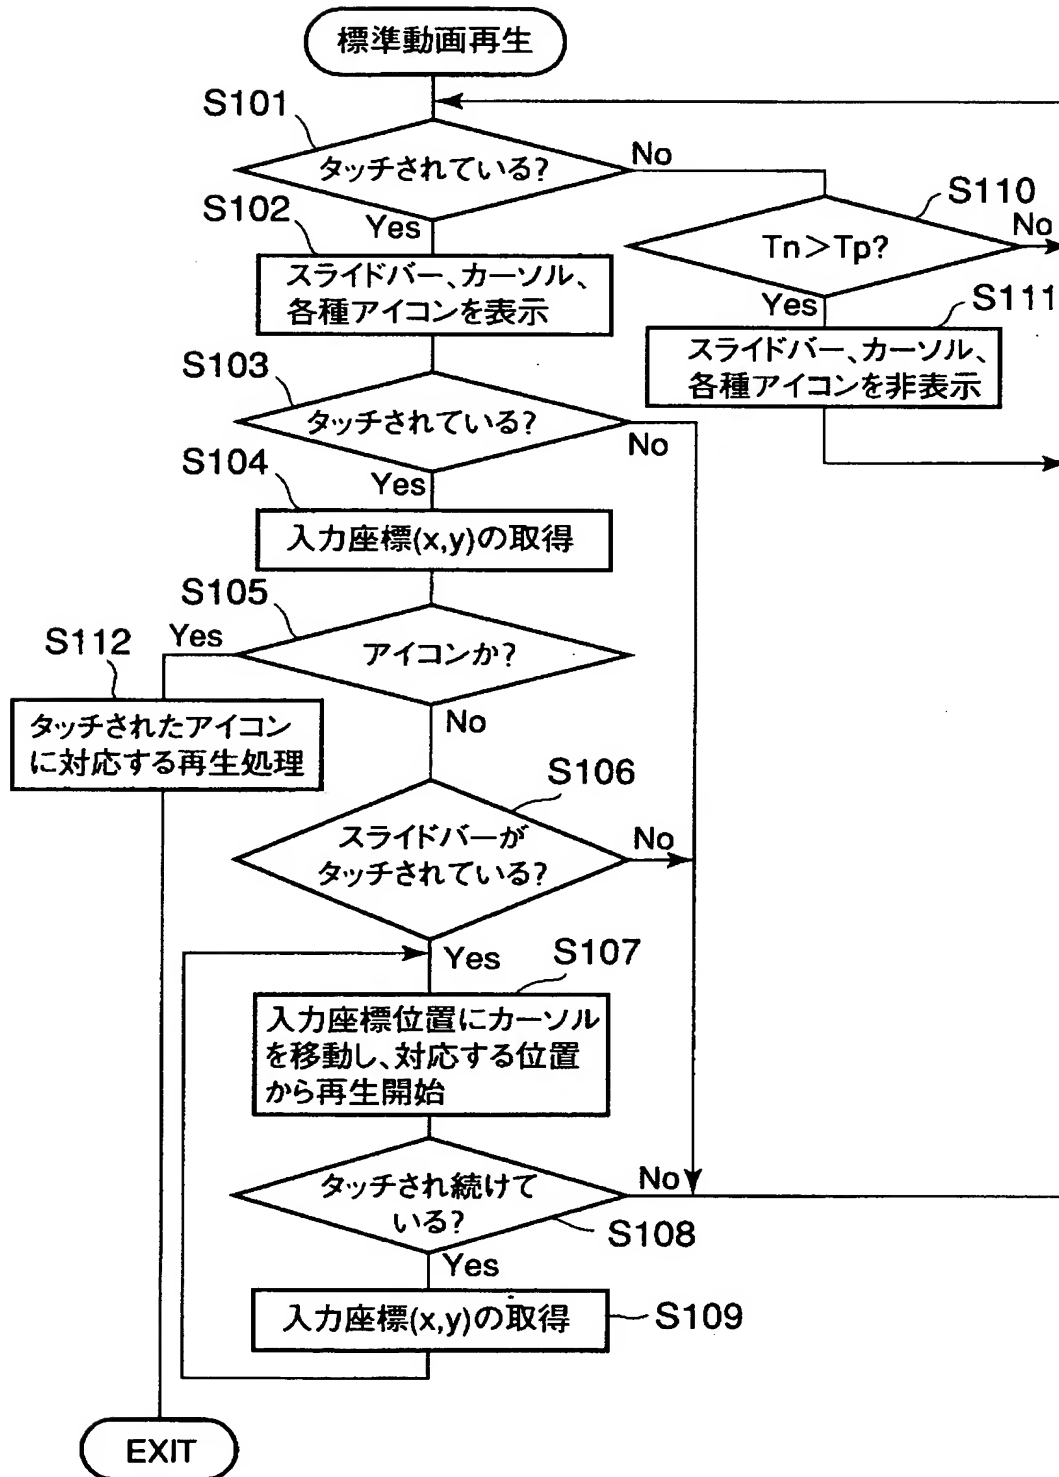 標準動画再生
S101
タッチされている?
No
S110
S102
Yes
Tn>Tp?
No
スライドバー、カーソル、
各種アイコンを表示
Yes
S111
スライドバー、カーソル、
各種アイコンを非表示
S103
タッチされている?
No
S104
Yes
入力座標(x,y)の取得
S105
S112
Yes
アイコンか?
No
タッチされたアイコン
に対応する再生処理
S106
スライドバーが
タッチされている?
No
Yes
S107
入力座標位置にカーソル
を移動し、対応する位置
から再生開始
タッチされ続けて
いる?
No
S108
Yes
入力座標(x,y)の取得
S109
EXIT